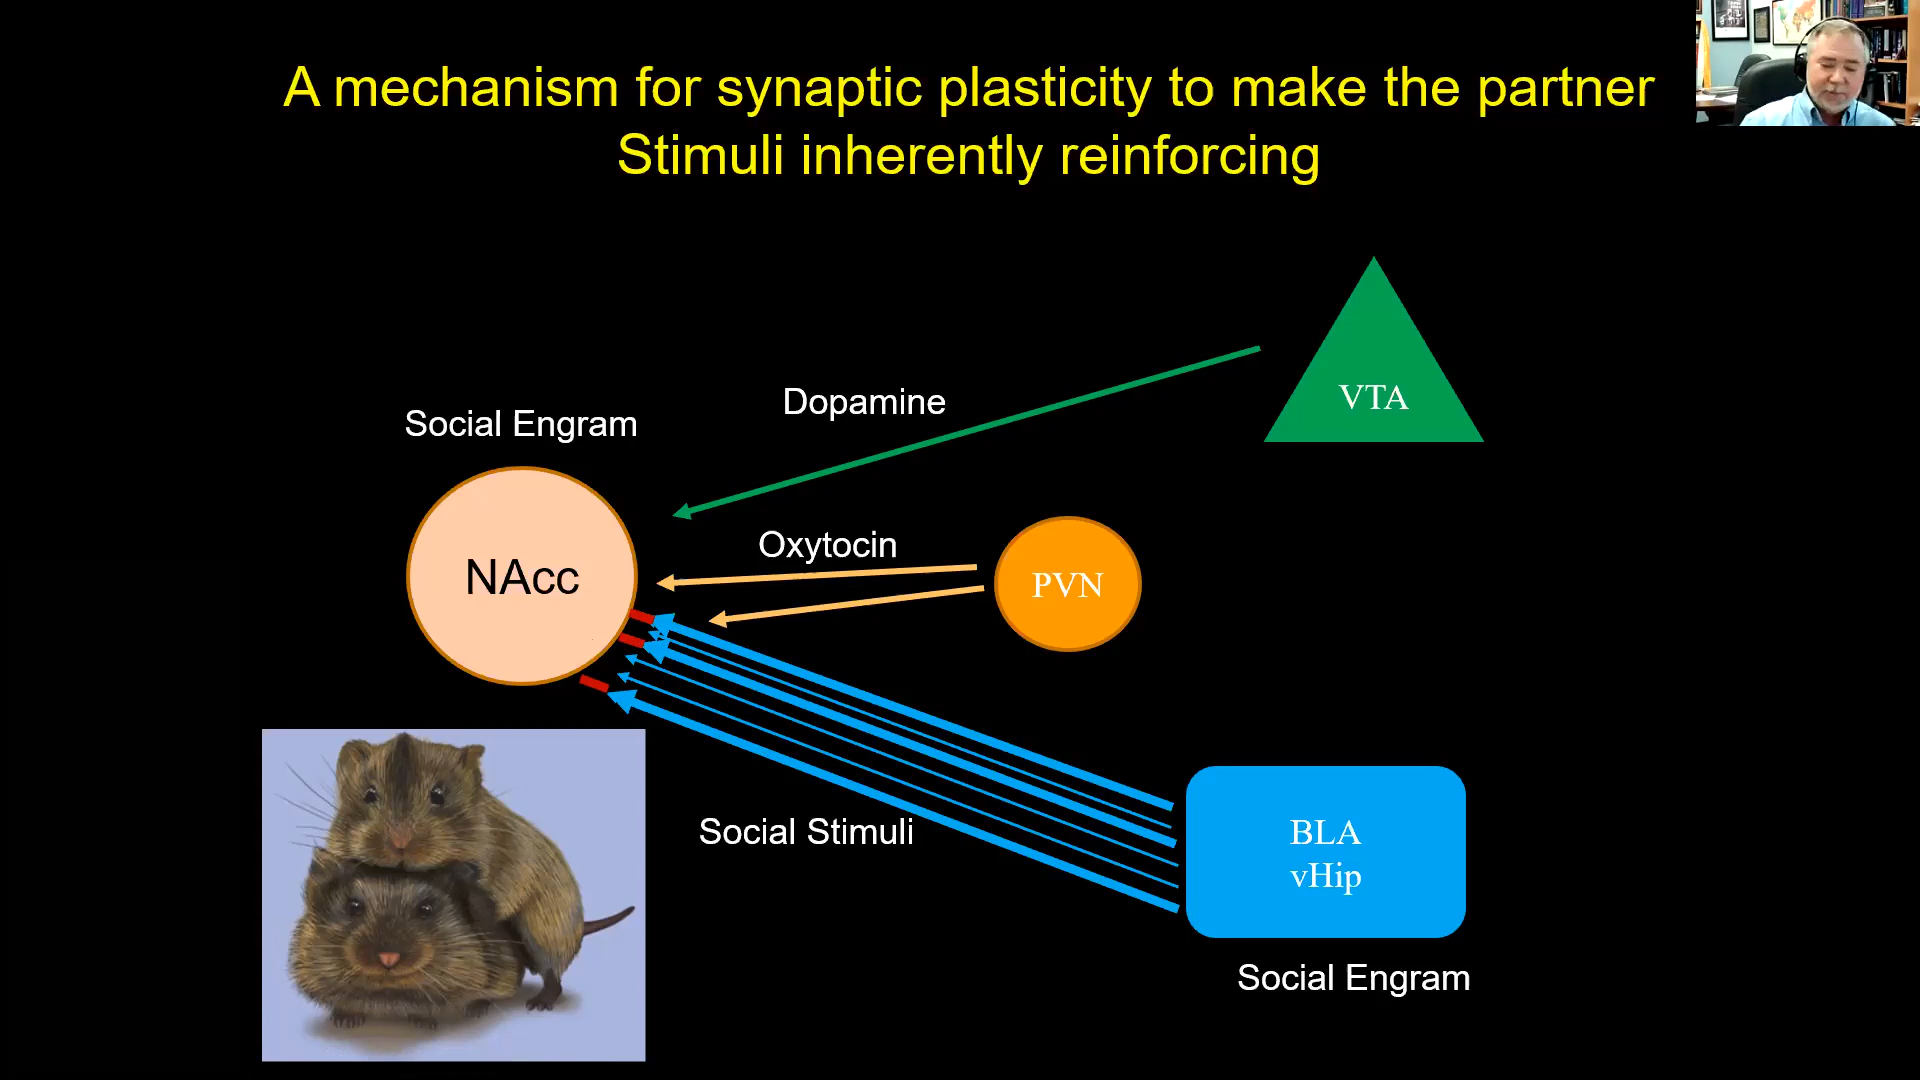 A mechanism for synaptic plasticity to make the partner
Stimuli inherently reinforcing
VTA
Dopamine
Social Engram
NAcc
Oxytocin
PVN
Social Stimuli
BLA
vHip
Social Engram